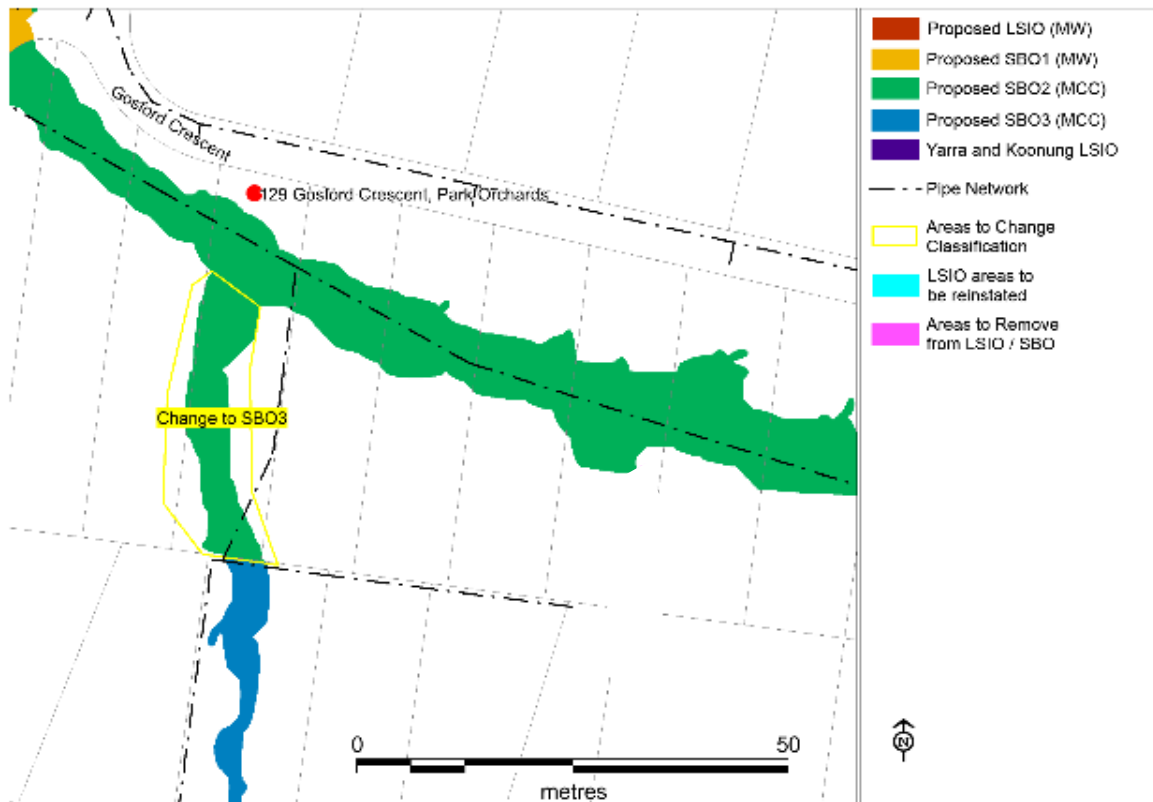 Gosford Crescent
129 Gosford Crescent, Park Orchards
Change to SBO3
0 50
metres
Proposed LSIO (MW)
Proposed SBO1 (MW)
Proposed SBO2 (MCC)
Proposed SBO3 (MCC)
Yarra and Koonung LSIO
Pipe Network
Areas to Change
Classification
LSIO areas to
be reinstated
Areas to Remove
from LSIO / SBO
N